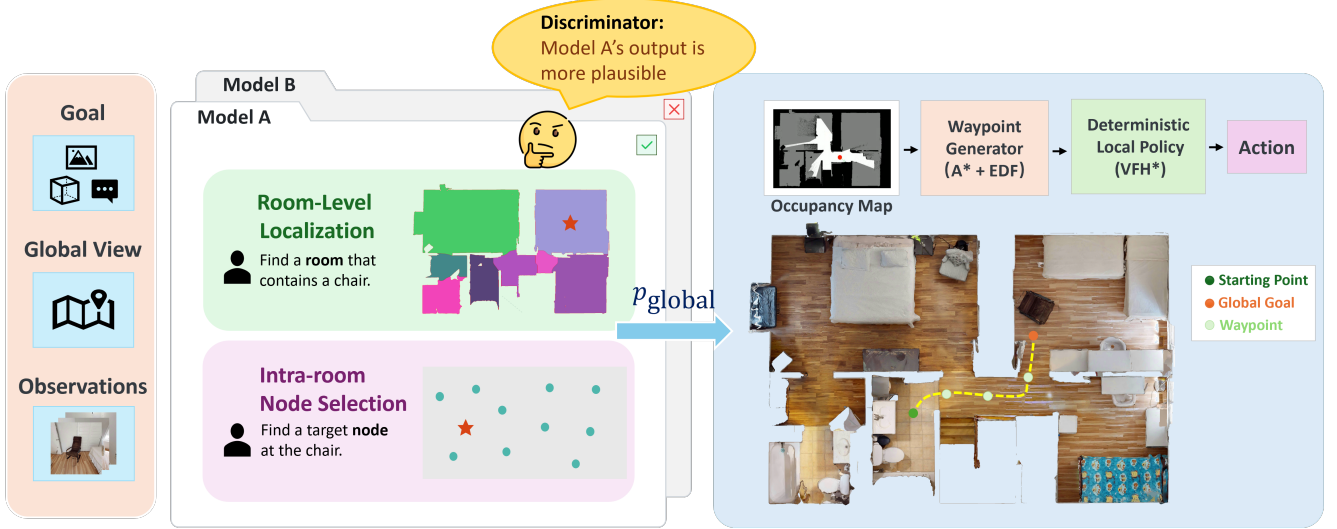 Goal
Global View
Observations
Model B
Model A
Discriminator:
Model A's output is
more plausible
Room-Level
Localization
Find a room that
contains a chair.
Intra-room
Node Selection
Find a target node
at the chair.
p_global
Occupancy Map
Waypoint
Generator
(A* + EDF)
Deterministic
Local Policy
(VFH*)
Action
Starting Point
Global Goal
Waypoint